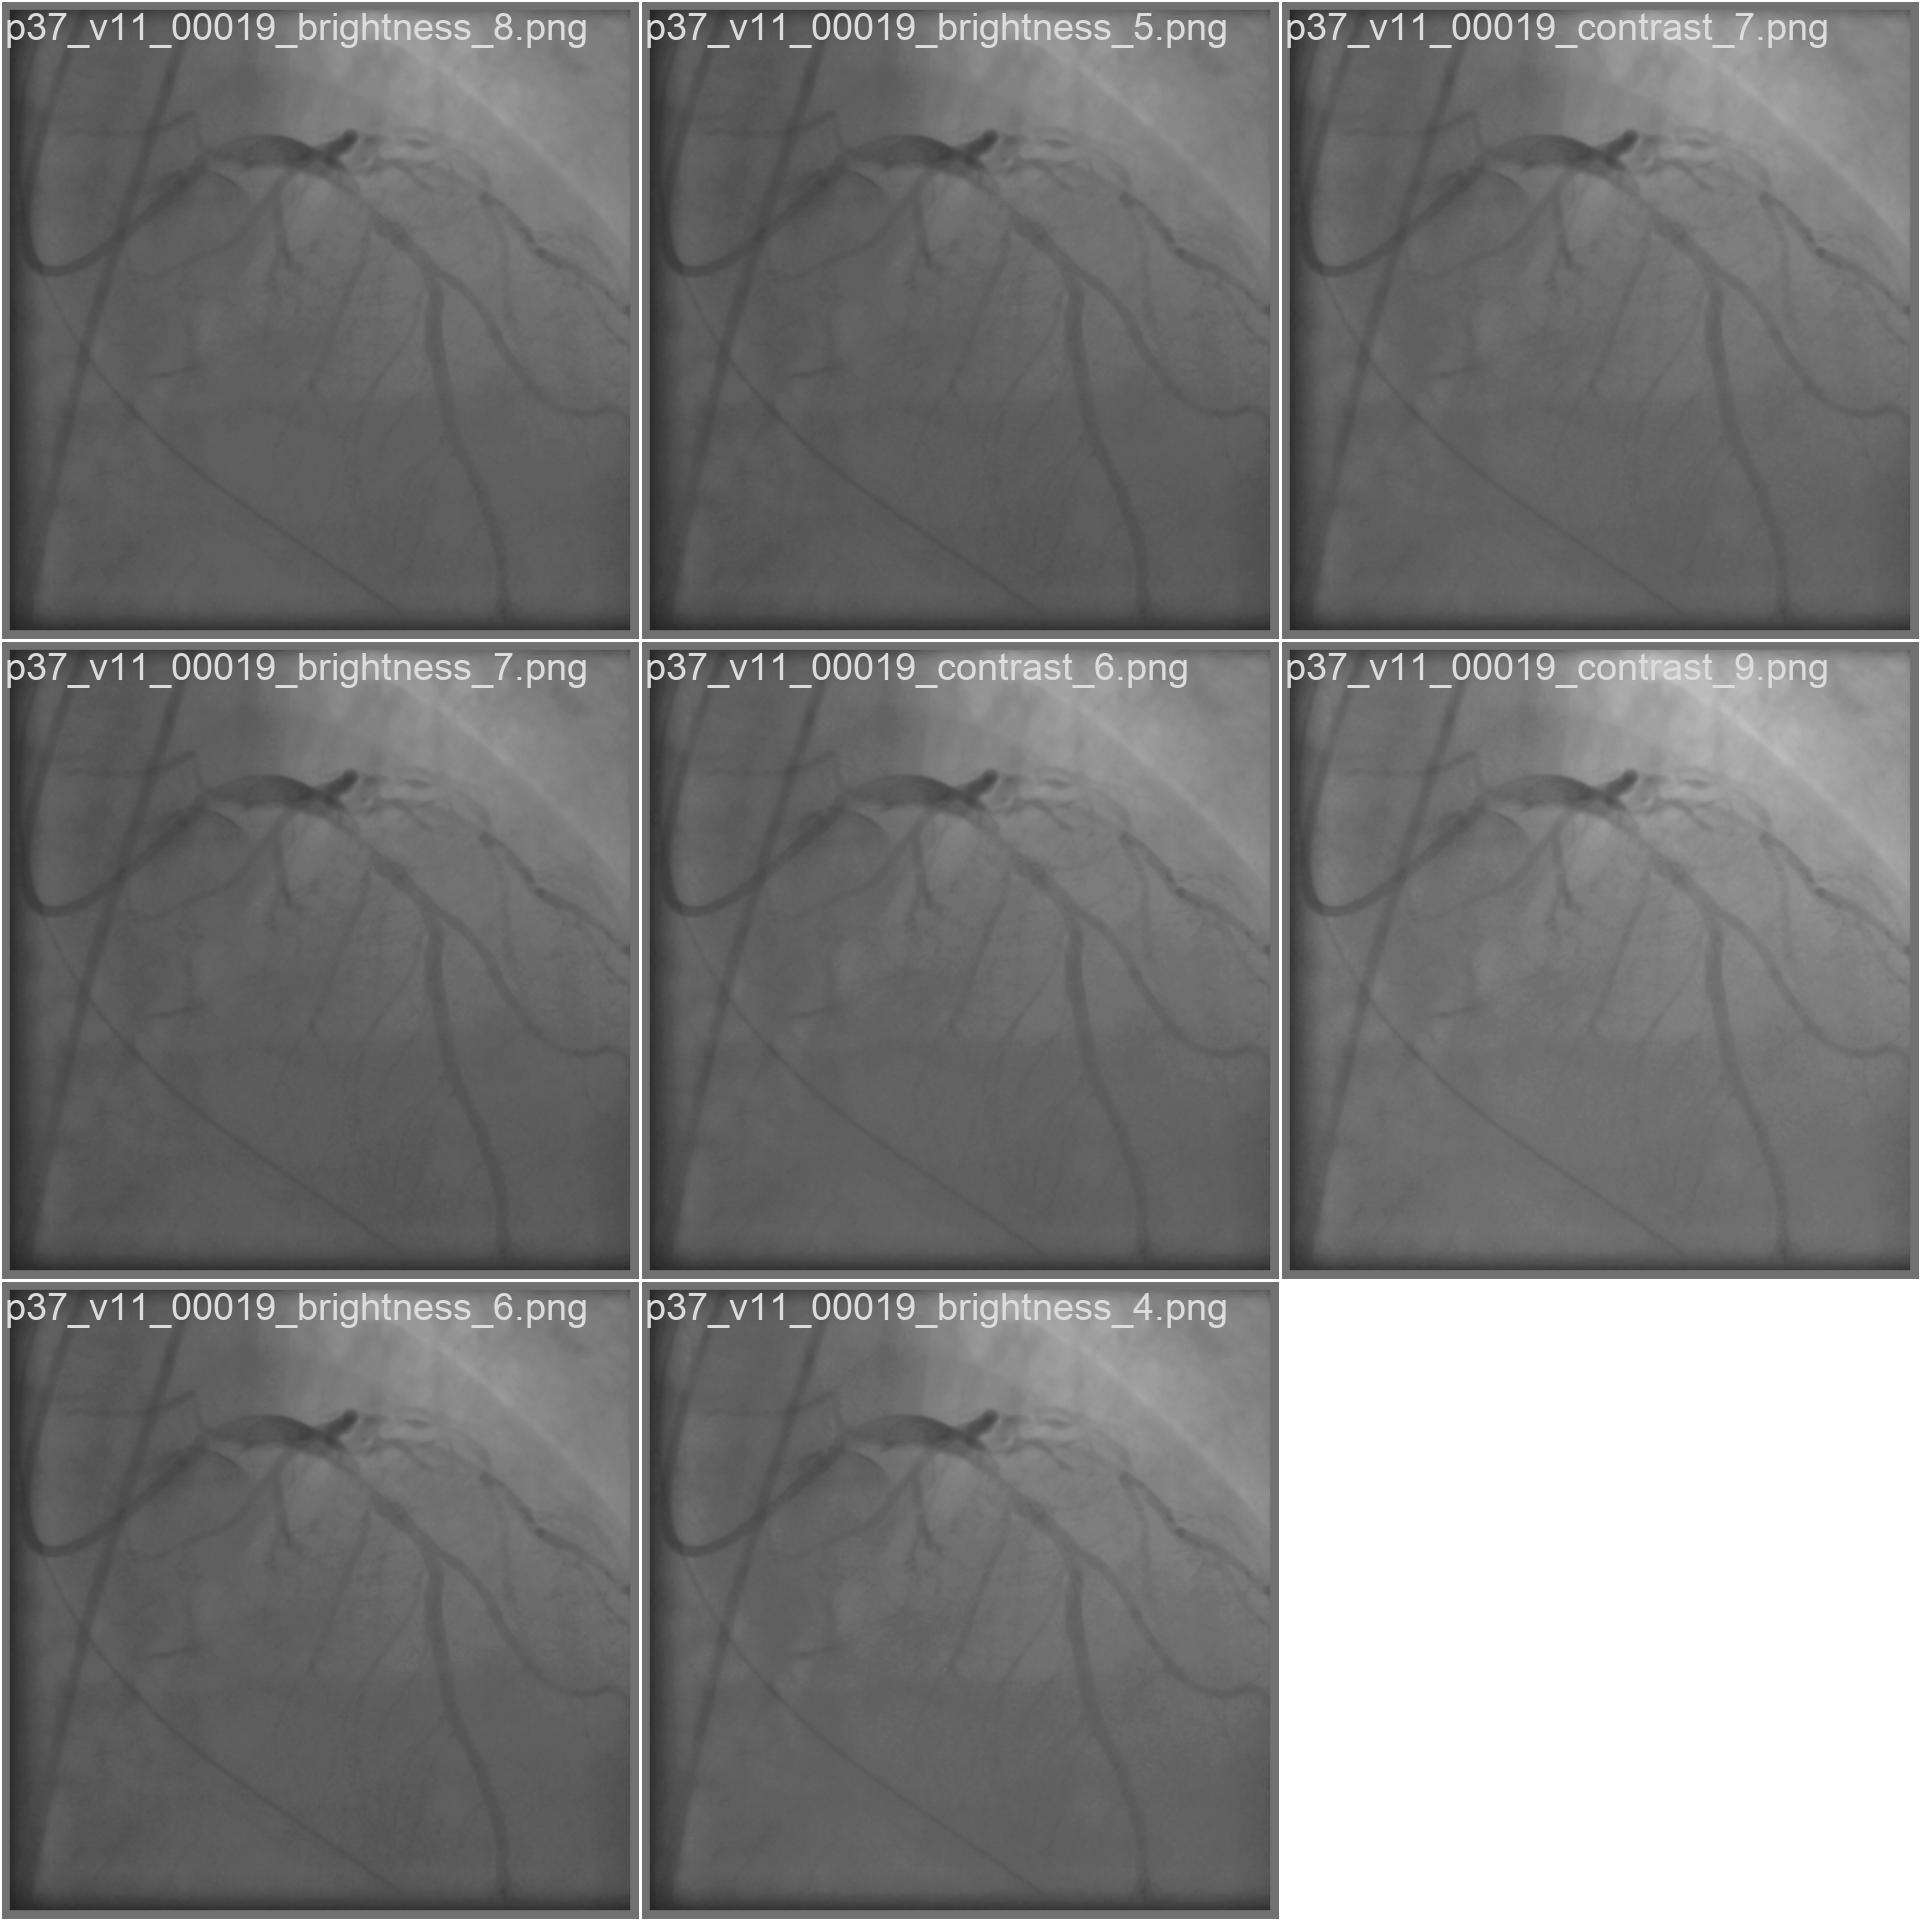 p37_v11_00019_brightness_8.png
p37_v11_00019_brightness_5.png
p37_v11_00019_contrast_7.png
p37_v11_00019_brightness_7.png
p37_v11_00019_contrast_6.png
p37_v11_00019_contrast_9.png
p37_v11_00019_brightness_6.png
p37_v11_00019_brightness_4.png